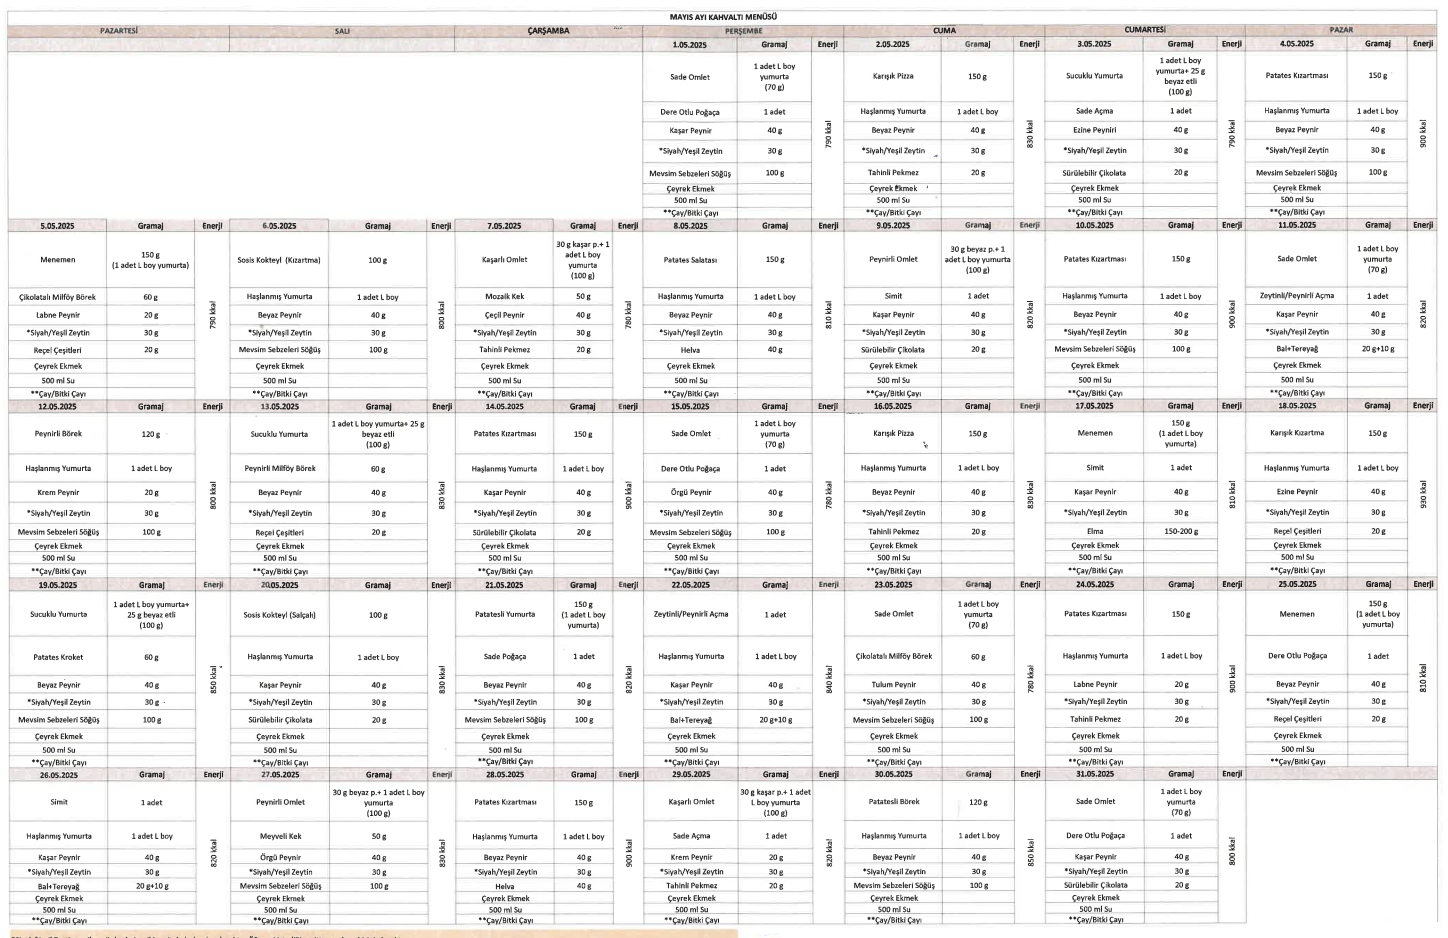 MAYIS AYI KAHVALTI MENÜSÜ
PAZARTESİ SALI ÇARŞAMBA PERŞEMBE CUMA CUMARTESİ PAZAR
1.05.2025 Gramaj Enerji
Sade Omlet 1 adet L boy yumurta (70 g)
Dere Otlu Poğaça 1 adet
Kaşar Peynir 40 g
*Siyah/Yeşil Zeytin 30 g
Mevsim Sebzeleri Söğüş 100 g
Çeyrek Ekmek
500 ml Su
**Çay/Bitki Çayı
790 kkal
2.05.2025 Gramaj Enerji
Karışık Pizza 150 g
Haşlanmış Yumurta 1 adet L boy
Beyaz Peynir 40 g
*Siyah/Yeşil Zeytin 30 g
Tahinli Pekmez 20 g
Çeyrek Ekmek
500 ml Su
**Çay/Bitki Çayı
830 kkal
3.05.2025 Gramaj Enerji
Sucuklu Yumurta 1 adet L boy yumurta+ 25 g beyaz etli (100 g)
Sade Açma 1 adet
Ezine Peyniri 40 g
*Siyah/Yeşil Zeytin 30 g
Sürülebilir Çikolata 20 g
Çeyrek Ekmek
500 ml Su
**Çay/Bitki Çayı
790 kkal
4.05.2025 Gramaj Enerji
Patates Kızartması 150 g
Haşlanmış Yumurta 1 adet L boy
Beyaz Peynir 40 g
*Siyah/Yeşil Zeytin 30 g
Mevsim Sebzeleri Söğüş 100 g
Çeyrek Ekmek
500 ml Su
**Çay/Bitki Çayı
900 kkal
5.05.2025 Gramaj Enerji
Menemen 150 g (1 adet L boy yumurta)
Çikolatalı Milföy Börek 60 g
Labne Peynir 20 g
*Siyah/Yeşil Zeytin 30 g
Reçel Çeşitleri 20 g
Çeyrek Ekmek
500 ml Su
**Çay/Bitki Çayı
790 kkal
6.05.2025 Gramaj Enerji
Sosis Kokteyl (Kızartma) 100 g
Haşlanmış Yumurta 1 adet L boy
Beyaz Peynir 40 g
*Siyah/Yeşil Zeytin 30 g
Mevsim Sebzeleri Söğüş 100 g
Çeyrek Ekmek
500 ml Su
**Çay/Bitki Çayı
800 kkal
7.05.2025 Gramaj Enerji
Kaşarlı Omlet 30 g kaşar p.+ 1 adet L boy yumurta (100 g)
Mozaik Kek 50 g
Çeçil Peynir 40 g
*Siyah/Yeşil Zeytin 30 g
Tahinli Pekmez 20 g
Çeyrek Ekmek
500 ml Su
**Çay/Bitki Çayı
780 kkal
8.05.2025 Gramaj Enerji
Patates Salatası 150 g
Haşlanmış Yumurta 1 adet L boy
Beyaz Peynir 40 g
*Siyah/Yeşil Zeytin 30 g
Helva 40 g
Çeyrek Ekmek
500 ml Su
**Çay/Bitki Çayı
810 kkal
9.05.2025 Gramaj Enerji
Peynirli Omlet 30 g beyaz p.+ 1 adet L boy yumurta (100 g)
Simit 1 adet
Kaşar Peynir 40 g
*Siyah/Yeşil Zeytin 30 g
Sürülebilir Çikolata 20 g
Çeyrek Ekmek
500 ml Su
**Çay/Bitki Çayı
820 kkal
10.05.2025 Gramaj Enerji
Patates Kızartması 150 g
Haşlanmış Yumurta 1 adet L boy
Beyaz Peynir 40 g
*Siyah/Yeşil Zeytin 30 g
Mevsim Sebzeleri Söğüş 100 g
Çeyrek Ekmek
500 ml Su
**Çay/Bitki Çayı
900 kkal
11.05.2025 Gramaj Enerji
Sade Omlet 1 adet L boy yumurta (70 g)
Zeytinli/Peynirli Açma 1 adet
Kaşar Peynir 40 g
*Siyah/Yeşil Zeytin 30 g
Bal+Tereyağ 20 g+10 g
Çeyrek Ekmek
500 ml Su
**Çay/Bitki Çayı
820 kkal
12.05.2025 Gramaj Enerji
Peynirli Börek 120 g
Haşlanmış Yumurta 1 adet L boy
Krem Peynir 20 g
*Siyah/Yeşil Zeytin 30 g
Mevsim Sebzeleri Söğüş 100 g
Çeyrek Ekmek
500 ml Su
**Çay/Bitki Çayı
800 kkal
13.05.2025 Gramaj Enerji
Sucuklu Yumurta 1 adet L boy yumurta+ 25 g beyaz etli (100 g)
Peynirli Milföy Börek 60 g
Beyaz Peynir 40 g
*Siyah/Yeşil Zeytin 30 g
Reçel Çeşitleri 20 g
Çeyrek Ekmek
500 ml Su
**Çay/Bitki Çayı
830 kkal
14.05.2025 Gramaj Enerji
Patates Kızartması 150 g
Haşlanmış Yumurta 1 adet L boy
Kaşar Peynir 40 g
*Siyah/Yeşil Zeytin 30 g
Sürülebilir Çikolata 20 g
Çeyrek Ekmek
500 ml Su
**Çay/Bitki Çayı
900 kkal
15.05.2025 Gramaj Enerji
Sade Omlet 1 adet L boy yumurta (70 g)
Dere Otlu Poğaça 1 adet
Örgü Peynir 40 g
*Siyah/Yeşil Zeytin 30 g
Mevsim Sebzeleri Söğüş 100 g
Çeyrek Ekmek
500 ml Su
**Çay/Bitki Çayı
780 kkal
16.05.2025 Gramaj Enerji
Karışık Pizza 150 g
Haşlanmış Yumurta 1 adet L boy
Beyaz Peynir 40 g
*Siyah/Yeşil Zeytin 30 g
Tahinli Pekmez 20 g
Çeyrek Ekmek
500 ml Su
**Çay/Bitki Çayı
830 kkal
17.05.2025 Gramaj Enerji
Menemen 150 g (1 adet L boy yumurta)
Simit 1 adet
Kaşar Peynir 40 g
*Siyah/Yeşil Zeytin 30 g
Elma 150-200 g
Çeyrek Ekmek
500 ml Su
**Çay/Bitki Çayı
810 kkal
18.05.2025 Gramaj Enerji
Karışık Kızartma 150 g
Haşlanmış Yumurta 1 adet L boy
Ezine Peynir 40 g
*Siyah/Yeşil Zeytin 30 g
Reçel Çeşitleri 20 g
Çeyrek Ekmek
500 ml Su
**Çay/Bitki Çayı
930 kkal
19.05.2025 Gramaj Enerji
Sucuklu Yumurta 1 adet L boy yumurta+ 25 g beyaz etli (100 g)
Patates Kroket 60 g
Beyaz Peynir 40 g
*Siyah/Yeşil Zeytin 30 g
Mevsim Sebzeleri Söğüş 100 g
Çeyrek Ekmek
500 ml Su
**Çay/Bitki Çayı
850 kkal
20.05.2025 Gramaj Enerji
Sosis Kokteyl (Salçalı) 100 g
Haşlanmış Yumurta 1 adet L boy
Kaşar Peynir 40 g
*Siyah/Yeşil Zeytin 30 g
Sürülebilir Çikolata 20 g
Çeyrek Ekmek
500 ml Su
**Çay/Bitki Çayı
830 kkal
21.05.2025 Gramaj Enerji
Patatesli Yumurta 150 g (1 adet L boy yumurta)
Sade Poğaça 1 adet
Beyaz Peynir 40 g
*Siyah/Yeşil Zeytin 30 g
Mevsim Sebzeleri Söğüş 100 g
Çeyrek Ekmek
500 ml Su
**Çay/Bitki Çayı
820 kkal
22.05.2025 Gramaj Enerji
Zeytinli/Peynirli Açma 1 adet
Haşlanmış Yumurta 1 adet L boy
Kaşar Peynir 40 g
*Siyah/Yeşil Zeytin 30 g
Bal+Tereyağ 20 g+10 g
Çeyrek Ekmek
500 ml Su
**Çay/Bitki Çayı
840 kkal
23.05.2025 Gramaj Enerji
Sade Omlet 1 adet L boy yumurta (70 g)
Çikolatalı Milföy Börek 60 g
Tulum Peynir 40 g
*Siyah/Yeşil Zeytin 30 g
Mevsim Sebzeleri Söğüş 100 g
Çeyrek Ekmek
500 ml Su
**Çay/Bitki Çayı
780 kkal
24.05.2025 Gramaj Enerji
Patates Kızartması 150 g
Haşlanmış Yumurta 1 adet L boy
Labne Peynir 20 g
*Siyah/Yeşil Zeytin 30 g
Tahinli Pekmez 20 g
Çeyrek Ekmek
500 ml Su
**Çay/Bitki Çayı
900 kkal
25.05.2025 Gramaj Enerji
Menemen 150 g (1 adet L boy yumurta)
Dere Otlu Poğaça 1 adet
Beyaz Peynir 40 g
*Siyah/Yeşil Zeytin 30 g
Reçel Çeşitleri 20 g
Çeyrek Ekmek
500 ml Su
**Çay/Bitki Çayı
810 kkal
26.05.2025 Gramaj Enerji
Simit 1 adet
Haşlanmış Yumurta 1 adet L boy
Kaşar Peynir 40 g
*Siyah/Yeşil Zeytin 30 g
Bal+Tereyağ 20 g+10 g
Çeyrek Ekmek
500 ml Su
**Çay/Bitki Çayı
820 kkal
27.05.2025 Gramaj Enerji
Peynirli Omlet 30 g beyaz p.+ 1 adet L boy yumurta (100 g)
Meyveli Kek 50 g
Örgü Peynir 40 g
*Siyah/Yeşil Zeytin 30 g
Mevsim Sebzeleri Söğüş 100 g
Çeyrek Ekmek
500 ml Su
**Çay/Bitki Çayı
830 kkal
28.05.2025 Gramaj Enerji
Patates Kızartması 150 g
Haşlanmış Yumurta 1 adet L boy
Beyaz Peynir 40 g
*Siyah/Yeşil Zeytin 30 g
Helva 40 g
Çeyrek Ekmek
500 ml Su
**Çay/Bitki Çayı
900 kkal
29.05.2025 Gramaj Enerji
Kaşarlı Omlet 30 g kaşar p.+ 1 adet L boy yumurta (100 g)
Sade Açma 1 adet
Krem Peynir 20 g
*Siyah/Yeşil Zeytin 30 g
Tahinli Pekmez 20 g
Çeyrek Ekmek
500 ml Su
**Çay/Bitki Çayı
820 kkal
30.05.2025 Gramaj Enerji
Patatesli Börek 120 g
Haşlanmış Yumurta 1 adet L boy
Beyaz Peynir 40 g
*Siyah/Yeşil Zeytin 30 g
Mevsim Sebzeleri Söğüş 100 g
Çeyrek Ekmek
500 ml Su
**Çay/Bitki Çayı
850 kkal
31.05.2025 Gramaj Enerji
Sade Omlet 1 adet L boy yumurta (70 g)
Dere Otlu Poğaça 1 adet
Kaşar Peynir 40 g
*Siyah/Yeşil Zeytin 30 g
Sürülebilir Çikolata 20 g
Çeyrek Ekmek
500 ml Su
**Çay/Bitki Çayı
800 kkal